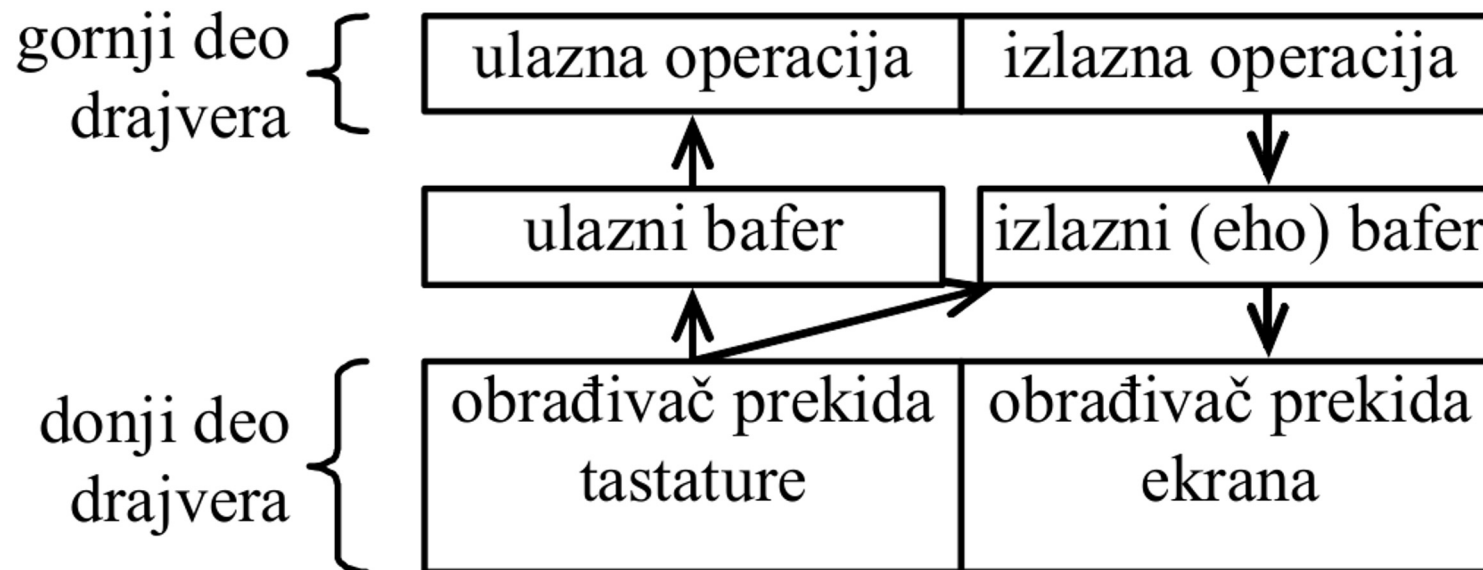 gornji deo
drajvera
ulazna operacija
izlazna operacija
ulazni bafer
izlazni (eho) bafer
donji deo
drajvera
obrađivač prekida
tastature
obrađivač prekida
ekrana